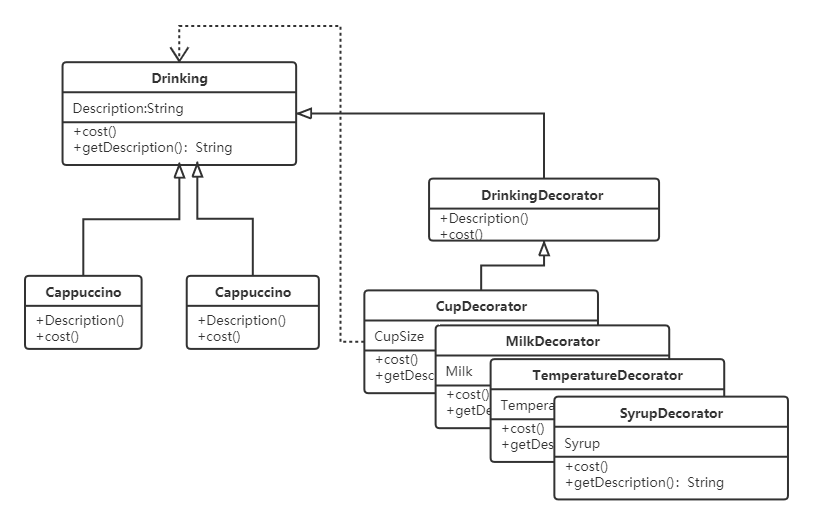 Drinking
Description:String
+cost()
+getDescription(): String
DrinkingDecorator
+Description()
+cost()
Cappuccino
+Description()
+cost()
Cappuccino
+Description()
+cost()
CupDecorator
CupSize
+cost()
+getDesc
MilkDecorator
Milk
+cost()
+getDe
TemperatureDecorator
Tempera
+cost()
+getDes
SyrupDecorator
Syrup
+cost()
+getDescription(): String